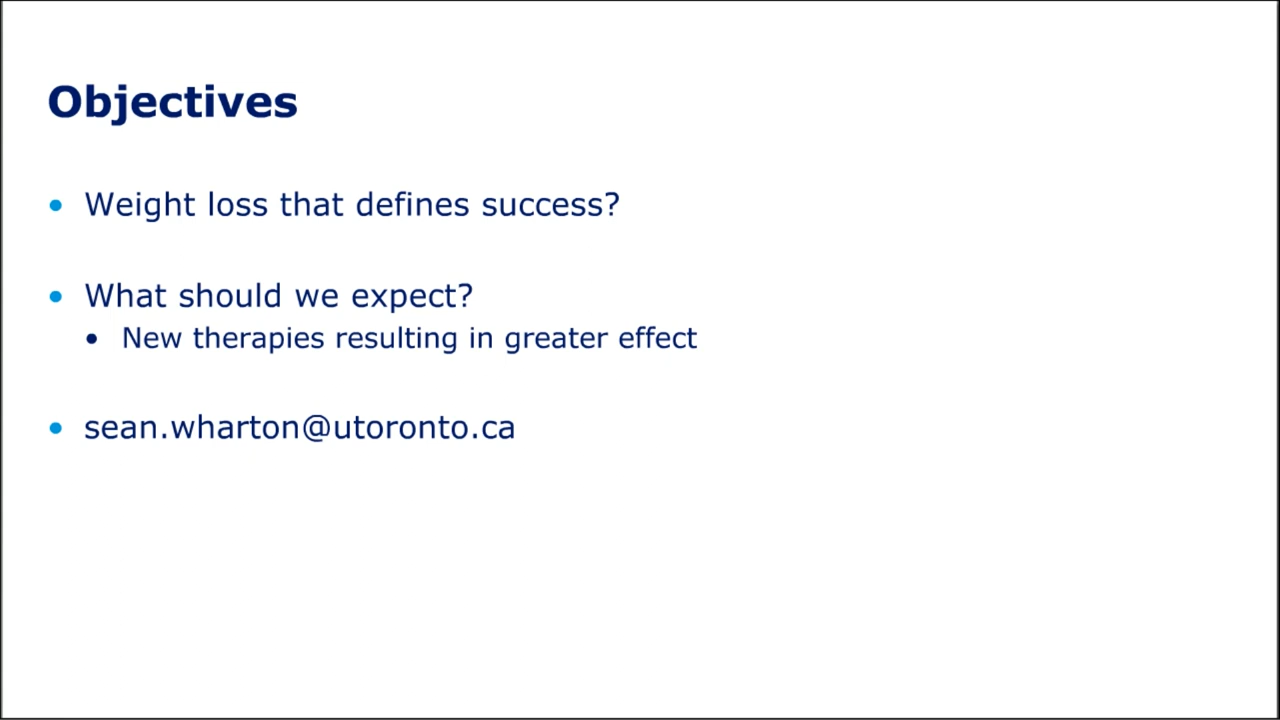 Objectives
• Weight loss that defines success?
• What should we expect?
• New therapies resulting in greater effect
• sean.wharton@utoronto.ca